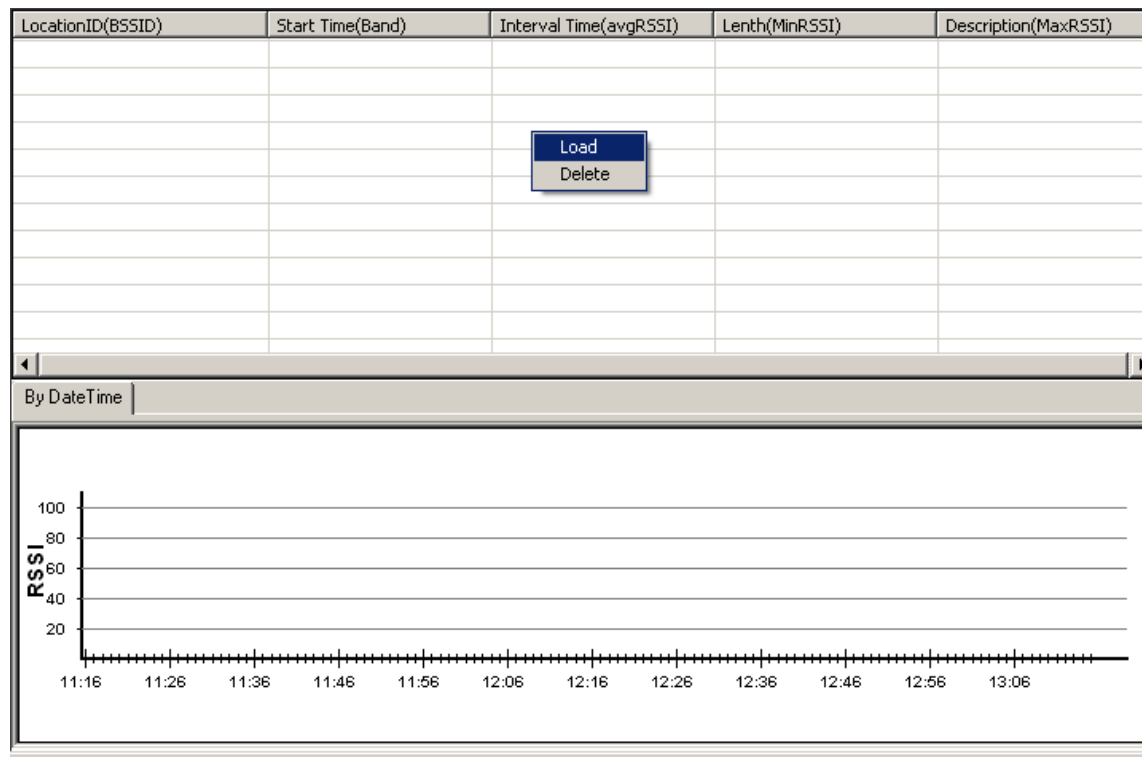 LocationID(BSSID) Start Time(Band) Interval Time(avgRSSI) Lenth(MinRSSI) Description(MaxRSSI)
Load
Delete
By DateTime
100
80
60
40
20
RSSI
11:16 11:26 11:36 11:46 11:56 12:06 12:16 12:26 12:36 12:46 12:56 13:06